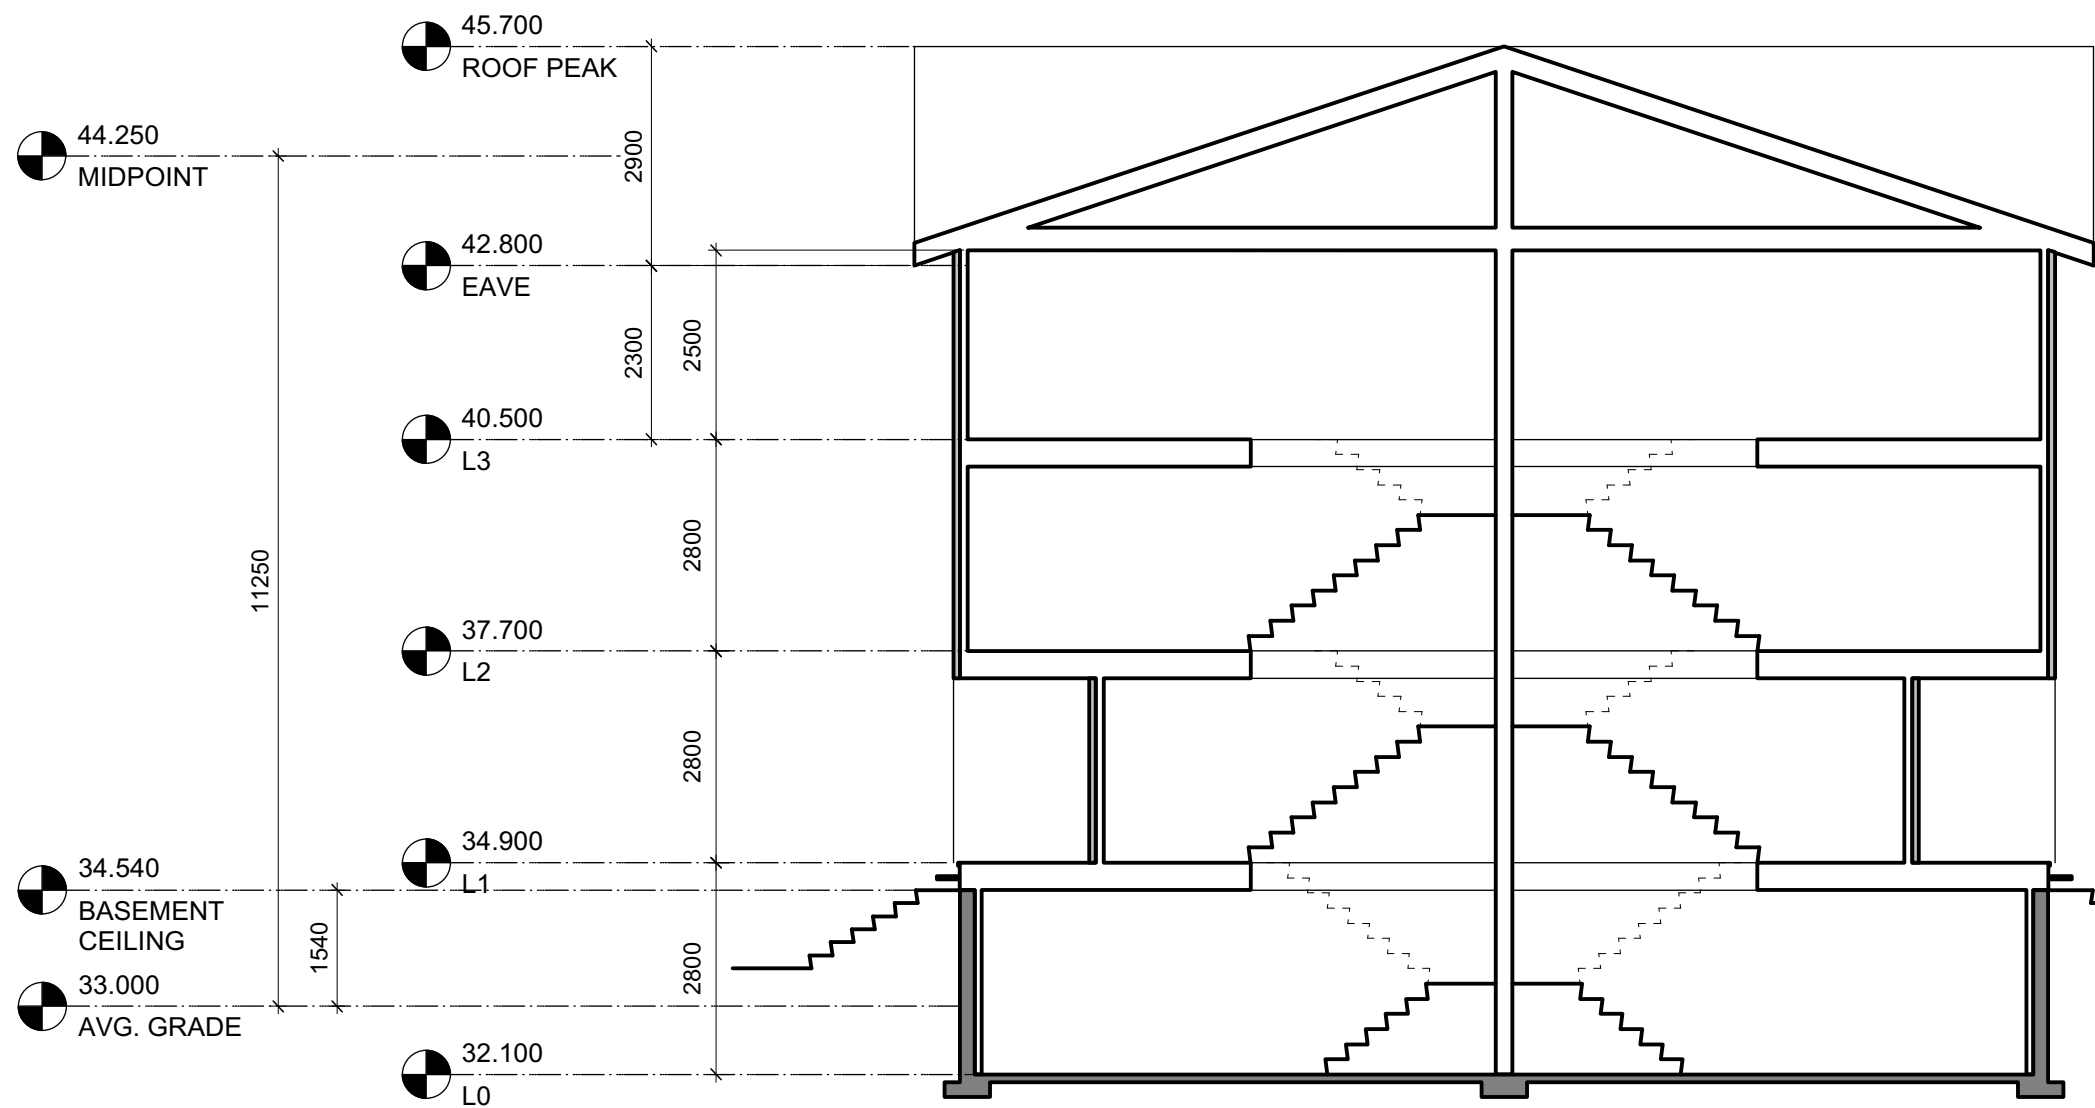 45.700
ROOF PEAK
44.250
MIDPOINT
2900
42.800
EAVE
2300
2500
40.500
L3
11250
2800
37.700
L2
2800
34.900
L1
34.540
BASEMENT
CEILING
1540
2800
33.000
AVG. GRADE
32.100
L0